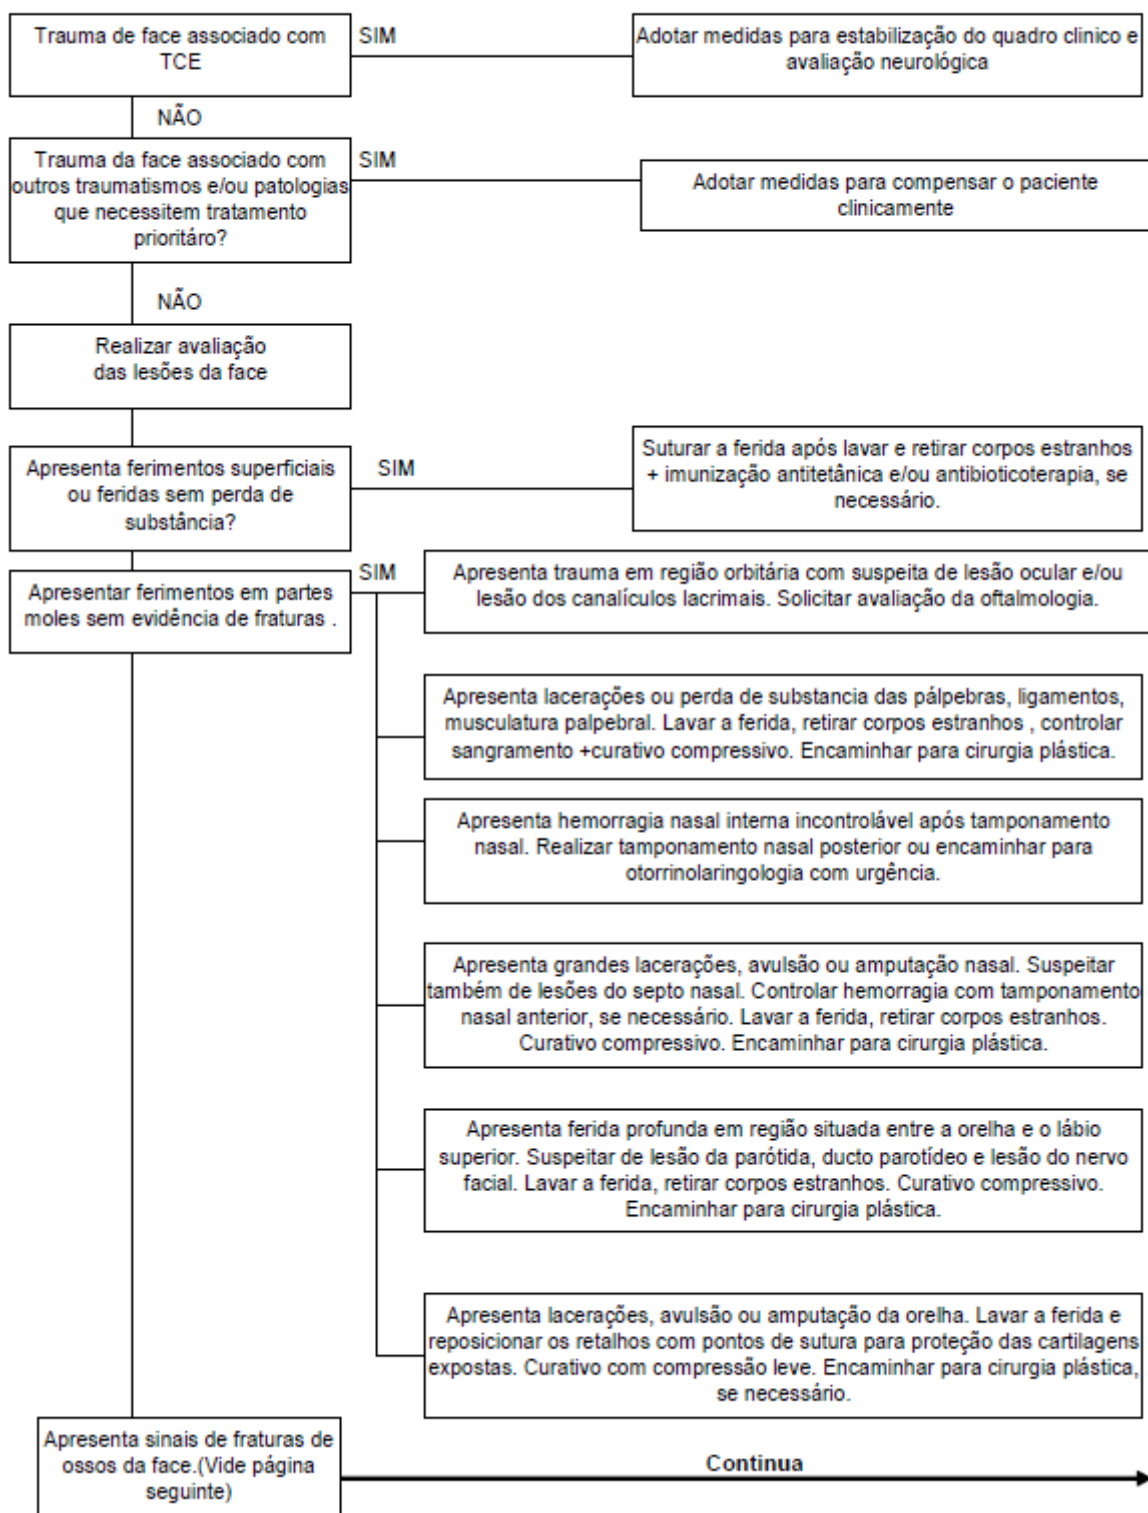 Trauma de face associado com
TCE
SIM
Adotar medidas para estabilização do quadro clinico e
avaliação neurológica
NÃO
Trauma da face associado com
outros traumatismos e/ou patologias
que necessitem tratamento
prioritáro?
SIM
Adotar medidas para compensar o paciente
clinicamente
NÃO
Realizar avaliação
das lesões da face
Apresenta ferimentos superficiais
ou feridas sem perda de
substância?
SIM
Suturar a ferida após lavar e retirar corpos estranhos
+ imunização antitetânica e/ou antibioticoterapia, se
necessário.
Apresentar ferimentos em partes
moles sem evidência de fraturas .
SIM
Apresenta trauma em região orbitária com suspeita de lesão ocular e/ou
lesão dos canalículos lacrimais. Solicitar avaliação da oftalmologia.
Apresenta lacerações ou perda de substancia das pálpebras, ligamentos,
musculatura palpebral. Lavar a ferida, retirar corpos estranhos , controlar
sangramento +curativo compressivo. Encaminhar para cirurgia plástica.
Apresenta hemorragia nasal interna incontrolável após tamponamento
nasal. Realizar tamponamento nasal posterior ou encaminhar para
otorrinolaringologia com urgência.
Apresenta grandes lacerações, avulsão ou amputação nasal. Suspeitar
também de lesões do septo nasal. Controlar hemorragia com tamponamento
nasal anterior, se necessário. Lavar a ferida, retirar corpos estranhos.
Curativo compressivo. Encaminhar para cirurgia plástica.
Apresenta ferida profunda em região situada entre a orelha e o lábio
superior. Suspeitar de lesão da parótida, ducto parotídeo e lesão do nervo
facial. Lavar a ferida, retirar corpos estranhos. Curativo compressivo.
Encaminhar para cirurgia plástica.
Apresenta lacerações, avulsão ou amputação da orelha. Lavar a ferida e
reposicionar os retalhos com pontos de sutura para proteção das cartilagens
expostas. Curativo com compressão leve. Encaminhar para cirurgia plástica,
se necessário.
Apresenta sinais de fraturas de
ossos da face.(Vide página
seguinte)
Continua